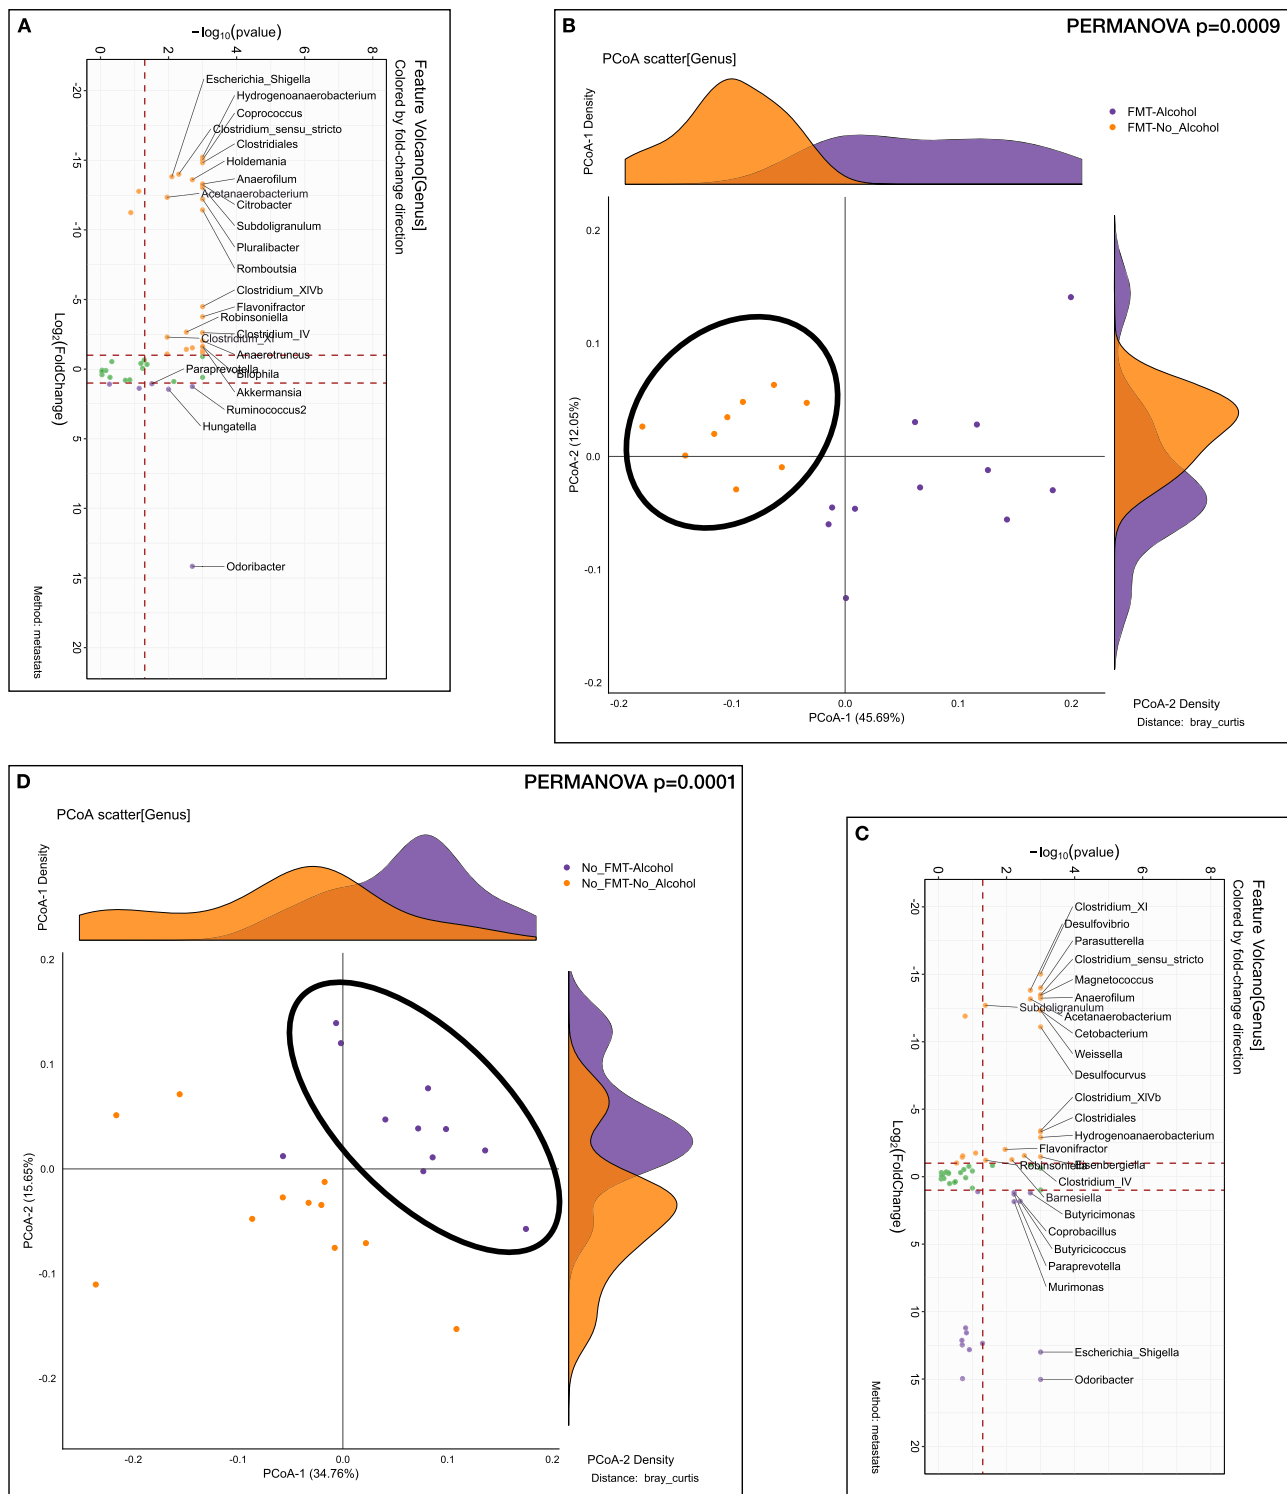 A
−log10(pvalue)
0
2
4
6
8
Feature Volcano[Genus]
Colored by fold-change direction
-20
-15
-10
-5
0
5
10
15
20
Log2(FoldChange)
Escherichia_Shigella
Hydrogenoanaerobacterium
Coprococcus
Clostridium_sensu_stricto
Clostridiales
Holdemania
Anaerofilum
Acetanaerobacterium
Citrobacter
Subdoligranulum
Pluralibacter
Romboutsia
Clostridium_XIVb
Flavonifractor
Robinsoniella
Clostridium_IV
Clostridium_XI
Anaerotruncus
Paraprevotella
Bilophila
Akkermansia
Ruminococcus2
Hungatella
Odoribacter
Method: metastats
B
PERMANOVA p=0.0009
PCoA scatter[Genus]
PCoA-1 Density
FMT-Alcohol
FMT-No_Alcohol
0.2
0.1
0.0
-0.1
-0.2
PCoA-2 (12.05%)
-0.2
-0.1
0.0
0.1
0.2
PCoA-1 (45.69%)
PCoA-2 Density
Distance: bray_curtis
D
PERMANOVA p=0.0001
PCoA scatter[Genus]
PCoA-1 Density
No_FMT-Alcohol
No_FMT-No_Alcohol
0.2
0.1
0.0
-0.1
-0.2
PCoA-2 (15.65%)
-0.2
-0.1
0.0
0.1
0.2
PCoA-1 (34.76%)
PCoA-2 Density
Distance: bray_curtis
C
−log10(pvalue)
0
2
4
6
8
Feature Volcano[Genus]
Colored by fold-change direction
-20
-15
-10
-5
0
5
10
15
20
Log2(FoldChange)
Clostridium_XI
Desulfovibrio
Parasutterella
Clostridium_sensu_stricto
Magnetococcus
Anaerofilum
Subdoligranulum
Acetanaerobacterium
Cetobacterium
Weissella
Desulfocurvus
Clostridium_XIVb
Clostridiales
Hydrogenoanaerobacterium
Flavonifractor
Robinsoniella
Eisenbergiella
Clostridium_IV
Barnesiella
Butyricimonas
Coprobacillus
Butyricicoccus
Paraprevotella
Murimonas
Escherichia_Shigella
Odoribacter
Method: metastats